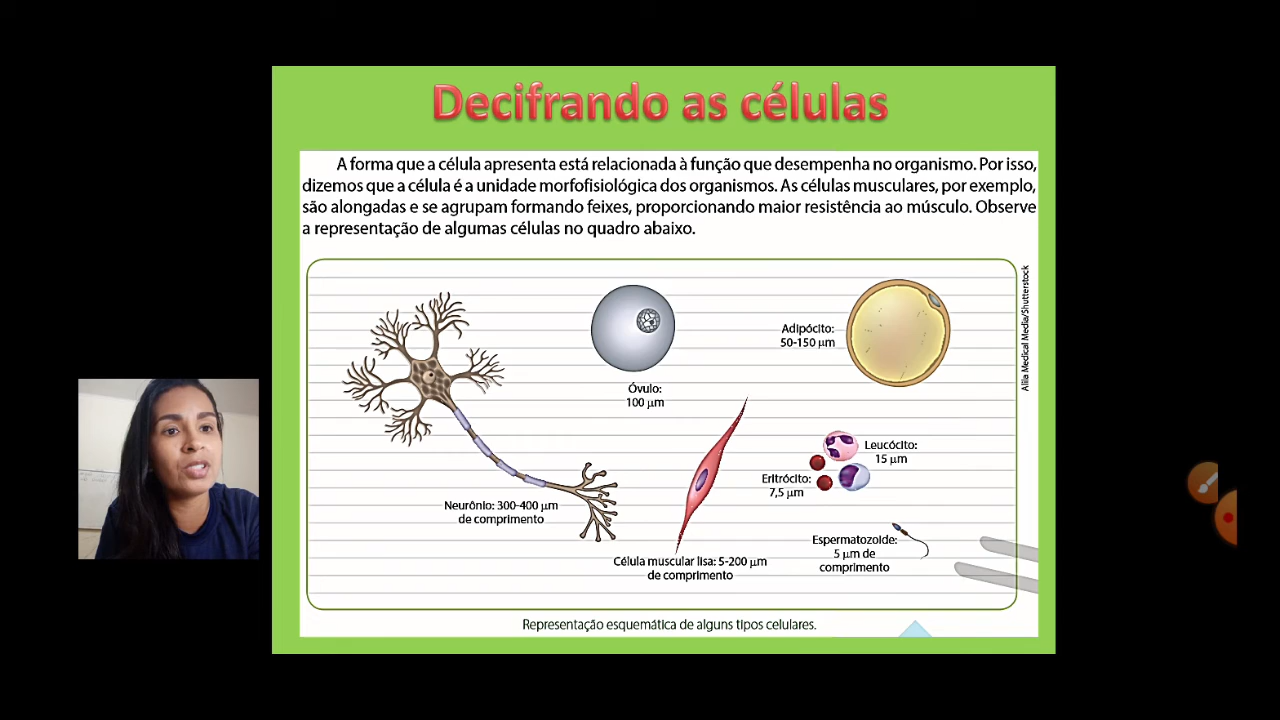 Decifrando as células
A forma que a célula apresenta está relacionada à função que desempenha no organismo. Por isso,
dizemos que a célula é a unidade morfofisiológica dos organismos. As células musculares, por exemplo,
são alongadas e se agrupam formando feixes, proporcionando maior resistência ao músculo. Observe
a representação de algumas células no quadro abaixo.
Óvulo:
100 µm
Adipócito:
50-150 µm
Alila Medical Media/Shutterstock
Neurônio: 300-400 µm
de comprimento
Célula muscular lisa: 5-200 µm
de comprimento
Leucócito:
15 µm
Eritrócito:
7,5 µm
Espermatozoide:
5 µm de
comprimento
Representação esquemática de alguns tipos celulares.